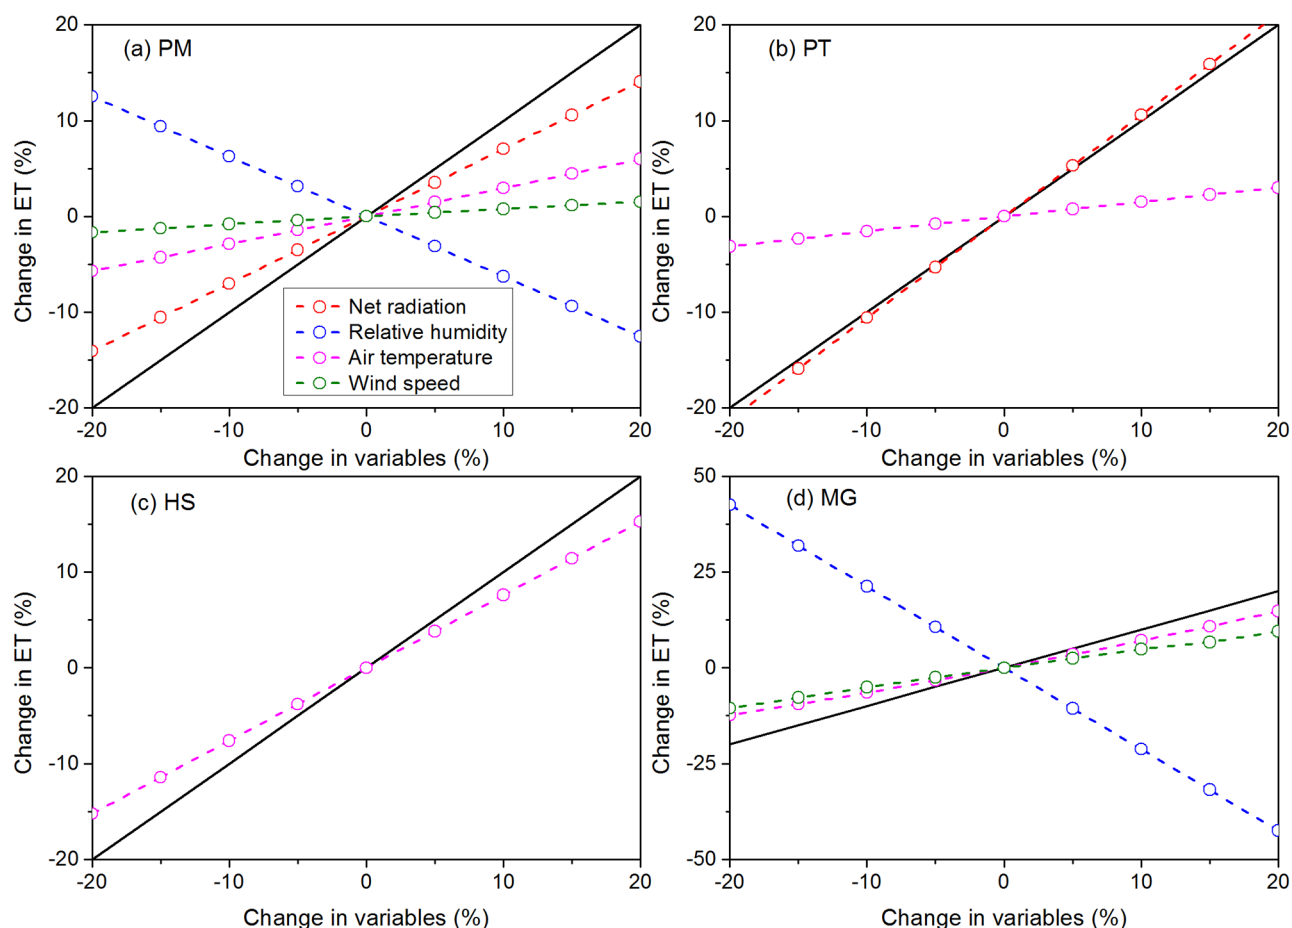 (a) PM
Change in ET (%)
20
10
0
-10
-20
Net radiation
Relative humidity
Air temperature
Wind speed
-20
-10
0
10
20
Change in variables (%)
(b) PT
Change in ET (%)
20
10
0
-10
-20
-20
-10
0
10
20
Change in variables (%)
(c) HS
Change in ET (%)
20
10
0
-10
-20
-20
-10
0
10
20
Change in variables (%)
(d) MG
Change in ET (%)
50
25
0
-25
-50
-20
-10
0
10
20
Change in variables (%)